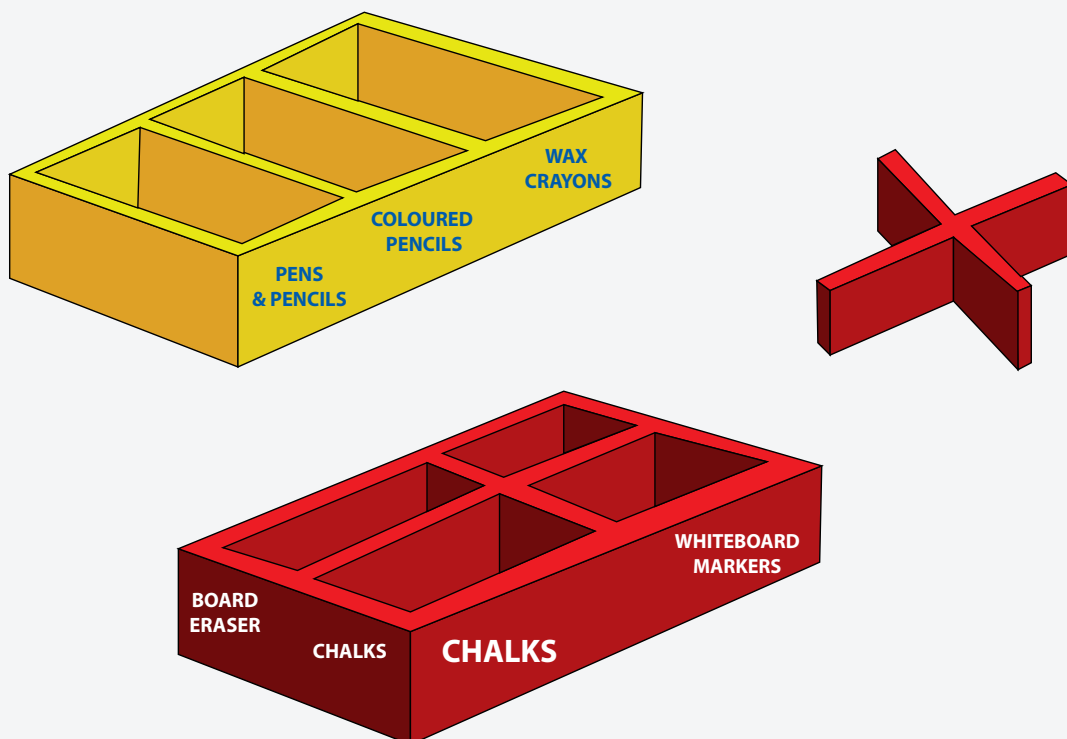 WAX
CRAYONS
COLOURED
PENCILS
PENS
& PENCILS
WHITEBOARD
MARKERS
BOARD
ERASER
CHALKS
CHALKS